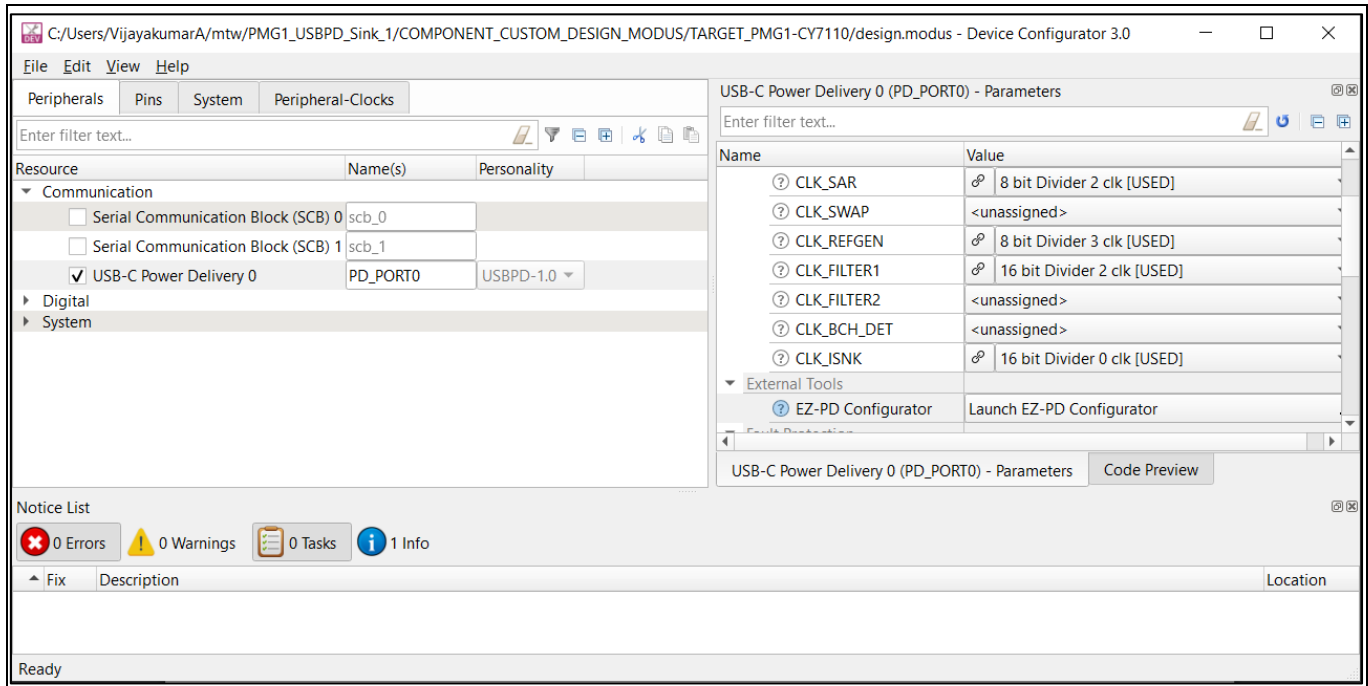 C:/Users/VijayakumarA/mtw/PMG1_USBPD_Sink_1/COMPONENT_CUSTOM_DESIGN_MODUS/TARGET_PMG1-CY7110/design.modus - Device Configurator 3.0
File Edit View Help
Peripherals Pins System Peripheral-Clocks
Enter filter text...
Resource Name(s) Personality
Communication
Serial Communication Block (SCB) 0 scb_0
Serial Communication Block (SCB) 1 scb_1
USB-C Power Delivery 0 PD_PORT0 USBPD-1.0
Digital
System
USB-C Power Delivery 0 (PD_PORT0) - Parameters
Enter filter text...
Name Value
CLK_SAR 8 bit Divider 2 clk [USED]
CLK_SWAP <unassigned>
CLK_REFGEN 8 bit Divider 3 clk [USED]
CLK_FILTER1 16 bit Divider 2 clk [USED]
CLK_FILTER2 <unassigned>
CLK_BCH_DET <unassigned>
CLK_ISNK 16 bit Divider 0 clk [USED]
External Tools
EZ-PD Configurator Launch EZ-PD Configurator
USB-C Power Delivery 0 (PD_PORT0) - Parameters Code Preview
Notice List
0 Errors 0 Warnings 0 Tasks 1 Info
Fix Description Location
Ready